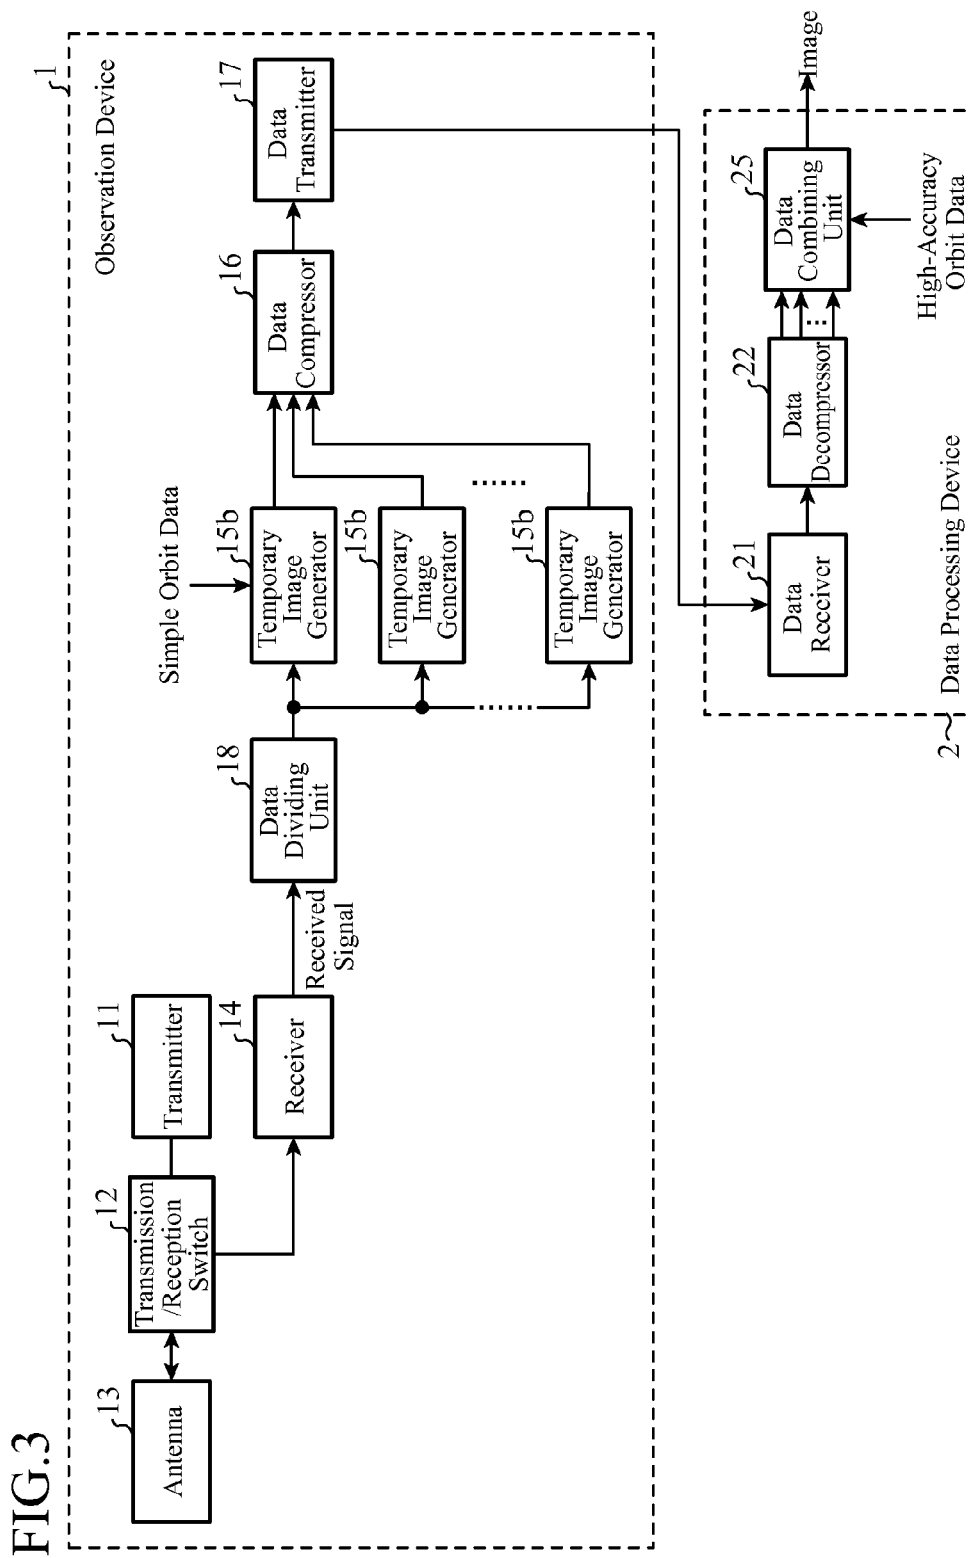 FIG.3
1
Observation Device
13
Antenna
12
Transmission
/Reception
Switch
11
Transmitter
14
Receiver
Received
Signal
18
Data
Dividing
Unit
Simple Orbit Data
15b
Temporary
Image
Generator
15b
Temporary
Image
Generator
15b
Temporary
Image
Generator
16
Data
Compressor
17
Data
Transmitter
2
Data Processing Device
21
Data
Receiver
22
Data
Decompressor
25
Data
Combining
Unit
High-Accuracy
Orbit Data
Image